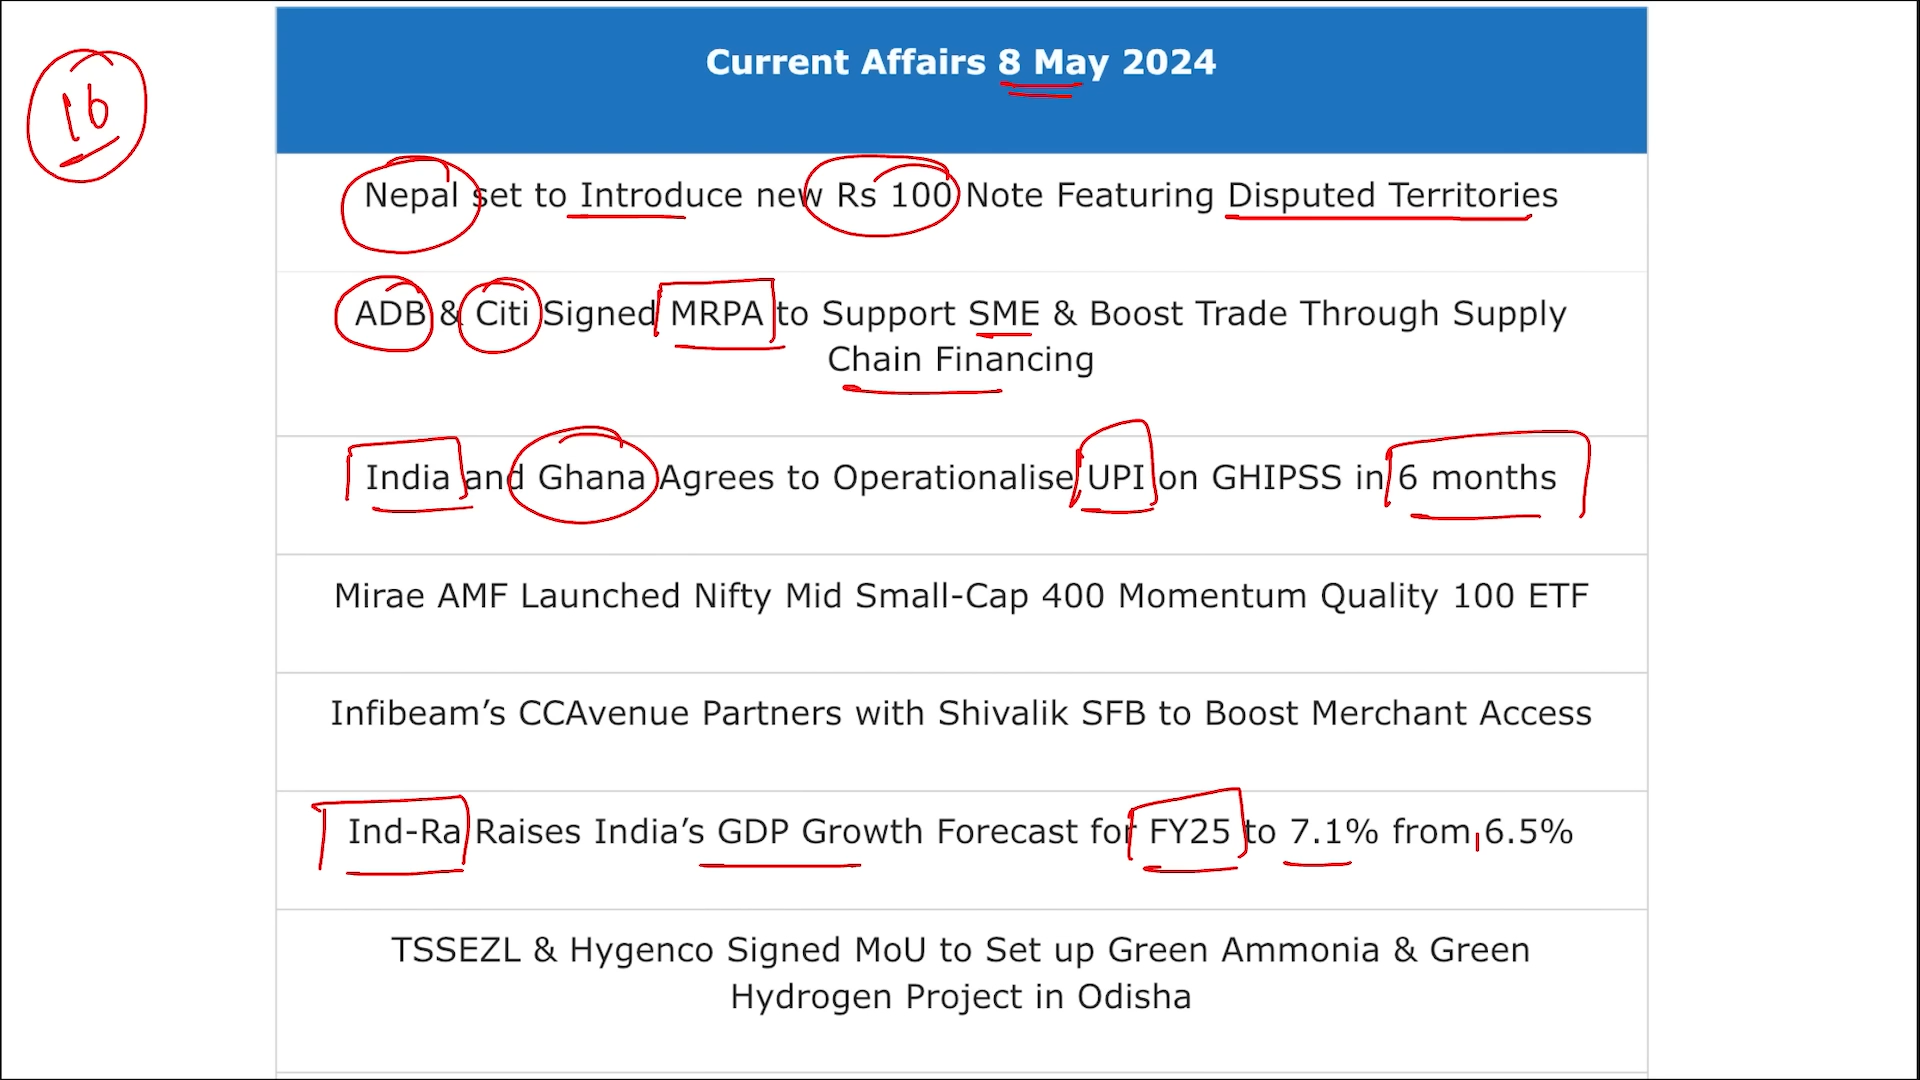 16
Current Affairs 8 May 2024
Nepal set to Introduce new Rs 100 Note Featuring Disputed Territories
ADB & Citi Signed MRPA to Support SME & Boost Trade Through Supply
Chain Financing
India and Ghana Agrees to Operationalise UPI on GHIPSS in 6 months
Mirae AMF Launched Nifty Mid Small-Cap 400 Momentum Quality 100 ETF
Infibeam’s CCAvenue Partners with Shivalik SFB to Boost Merchant Access
Ind-Ra Raises India’s GDP Growth Forecast for FY25 to 7.1% from 6.5%
TSSEZL & Hygenco Signed MoU to Set up Green Ammonia & Green
Hydrogen Project in Odisha